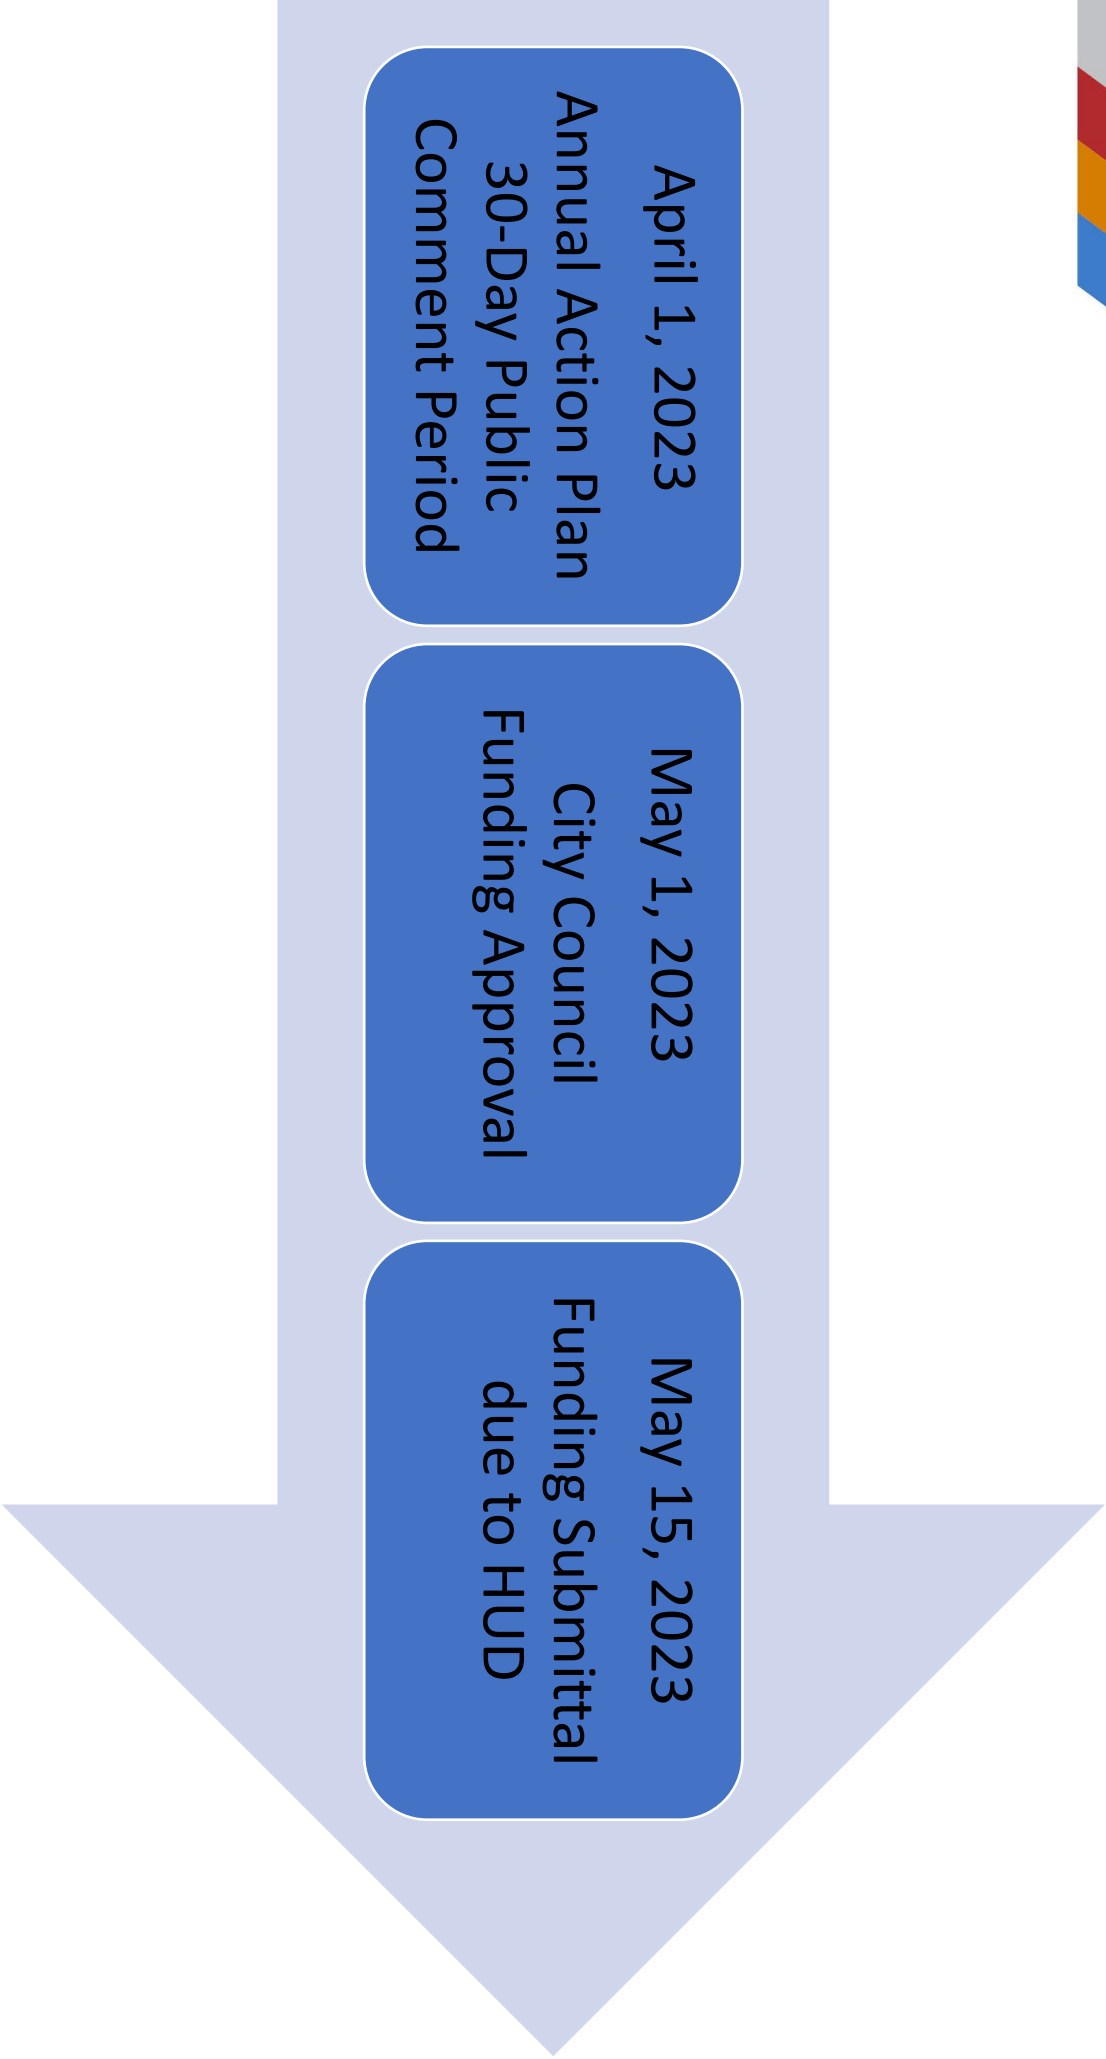 April 1, 2023
Annual Action Plan
30-Day Public
Comment Period
May 1, 2023
City Council
Funding Approval
May 15, 2023
Funding Submittal
due to HUD